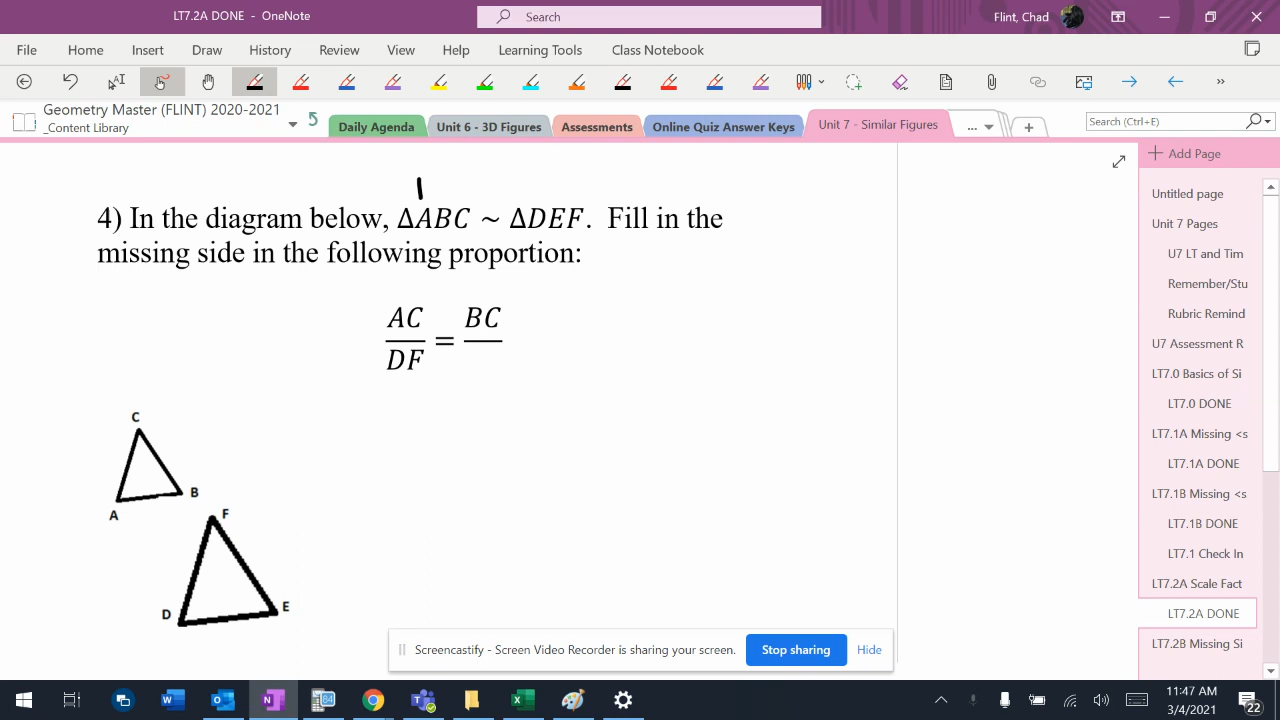 LT7.2A DONE - OneNote
Search
Flint, Chad
File Home Insert Draw History Review View Help Learning Tools Class Notebook
Geometry Master (FLINT) 2020-2021
_Content Library
Daily Agenda
Unit 6 - 3D Figures
Assessments
Online Quiz Answer Keys
Unit 7 - Similar Figures
...
Search (Ctrl+E)
Add Page
Untitled page
Unit 7 Pages
U7 LT and Tim
Remember/Stu
Rubric Remind
U7 Assessment R
LT7.0 Basics of Si
LT7.0 DONE
LT7.1A Missing <s
LT7.1A DONE
LT7.1B Missing <s
LT7.1B DONE
LT7.1 Check In
LT7.2A Scale Fact
LT7.2A DONE
LT7.2B Missing Si
4) In the diagram below, ΔABC ~ ΔDEF. Fill in the
missing side in the following proportion:
AC BC
=
DF
C
B
A
F
D
E
Screencastify - Screen Video Recorder is sharing your screen.
Stop sharing
Hide
11:47 AM
3/4/2021
22